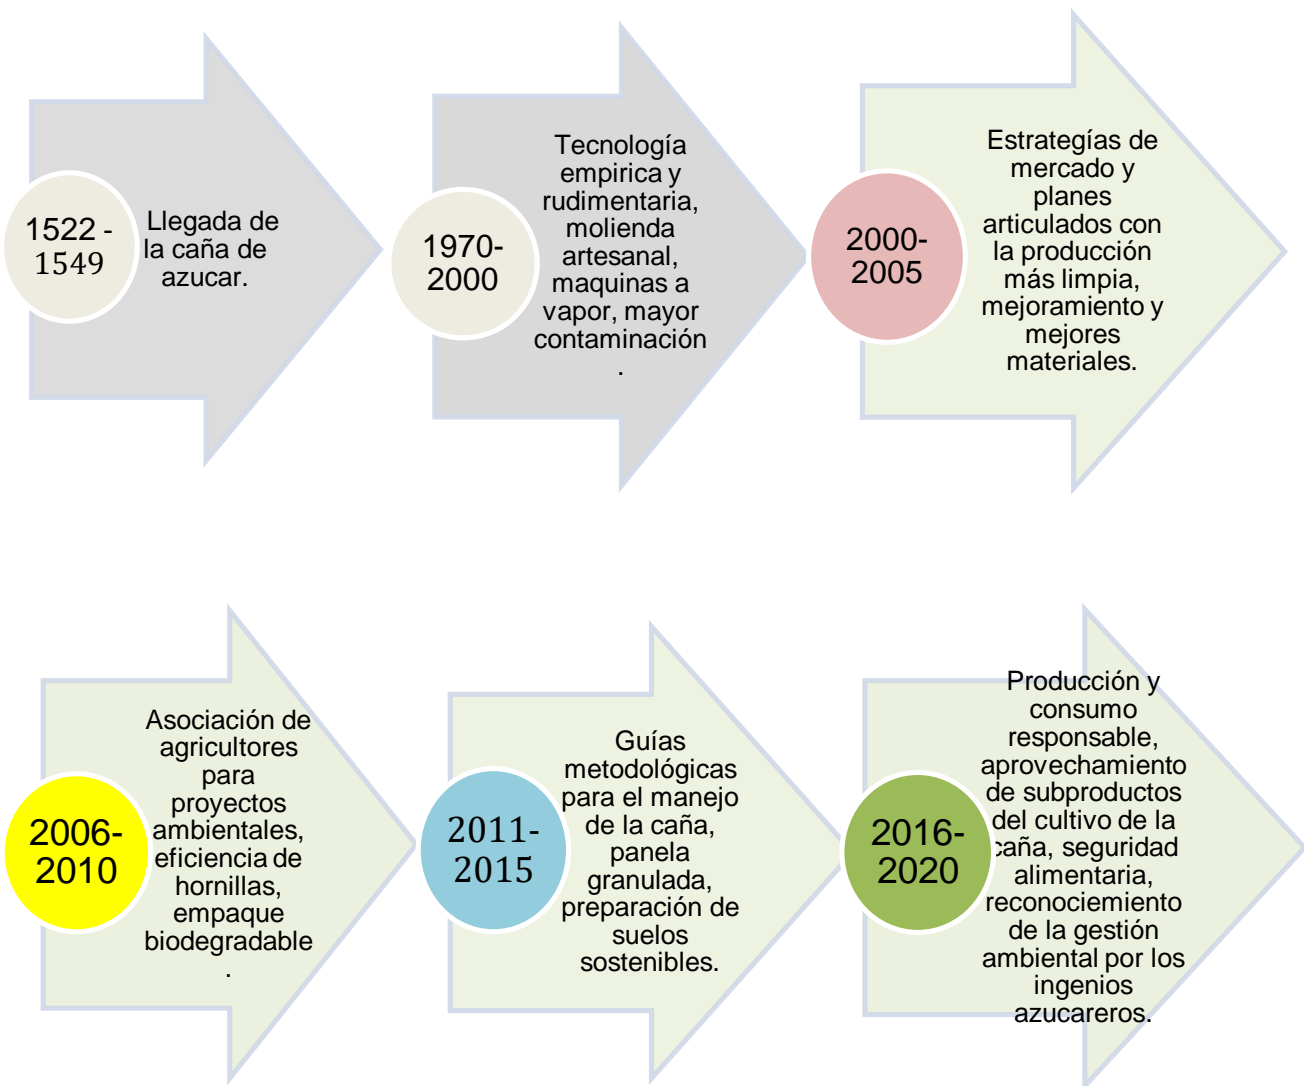 1522 -
1549
Llegada de
la caña de
azucar.
1970-
2000
Tecnología
empirica y
rudimentaria,
molienda
artesanal,
maquinas a
vapor, mayor
contaminación
.
2000-
2005
Estrategías de
mercado y
planes
articulados con
la producción
más limpia,
mejoramiento y
mejores
materiales.
2006-
2010
Asociación de
agricultores
para
proyectos
ambientales,
eficiencia de
hornillas,
empaque
biodegradable
.
2011-
2015
Guías
metodológicas
para el manejo
de la caña,
panela
granulada,
preparación de
suelos
sostenibles.
2016-
2020
Producción y
consumo
responsable,
aprovechamiento
de subproductos
del cultivo de la
caña, seguridad
alimentaria,
reconociemiento
de la gestión
ambiental por los
ingenios
azucareros.